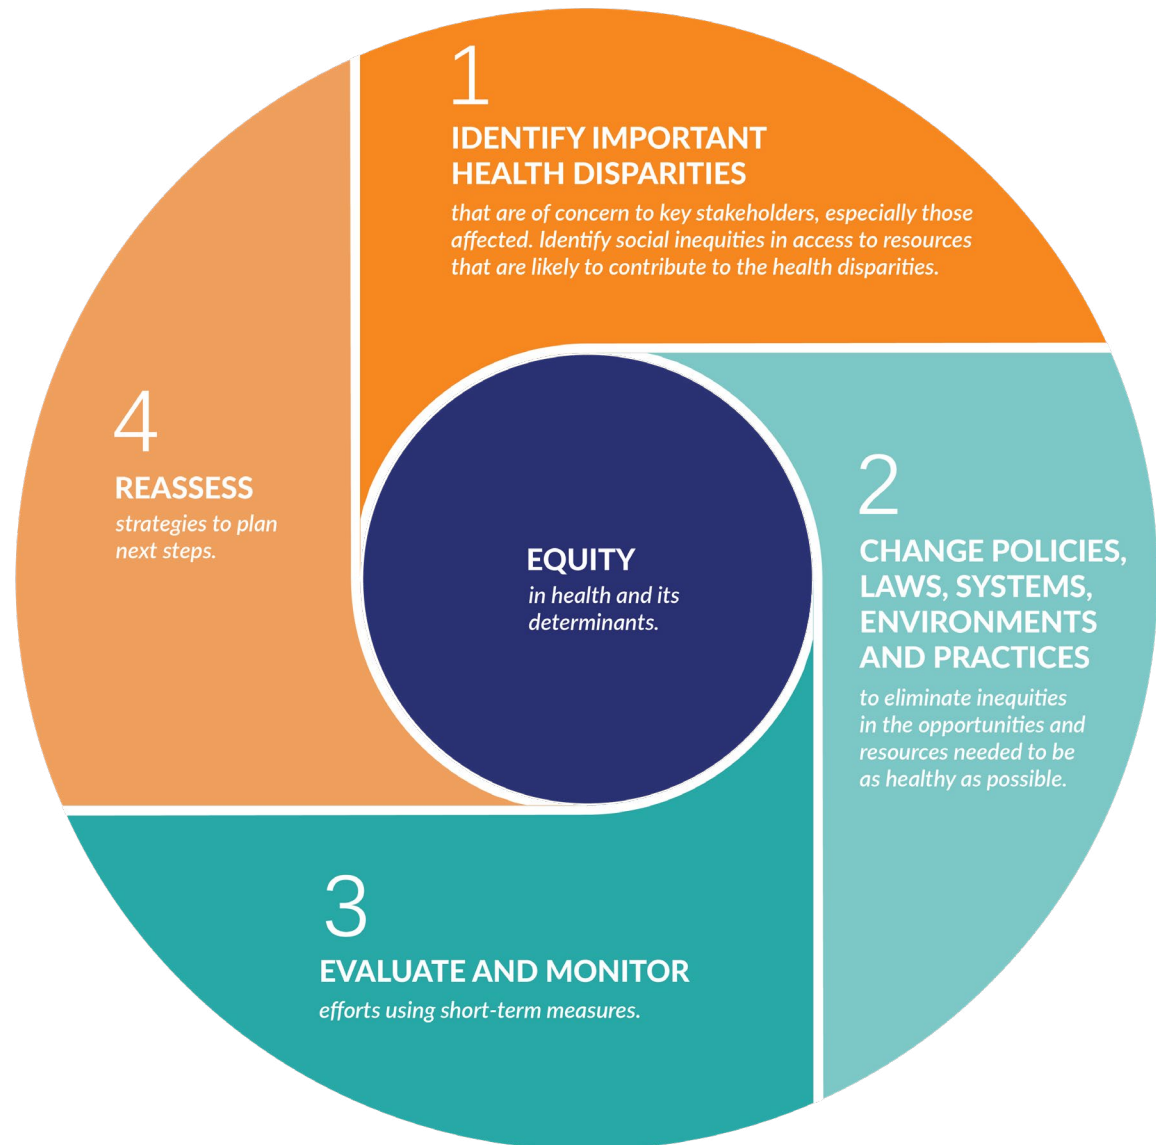 1
IDENTIFY IMPORTANT
HEALTH DISPARITIES
that are of concern to key stakeholders, especially those
affected. Identify social inequities in access to resources
that are likely to contribute to the health disparities.
2
CHANGE POLICIES,
LAWS, SYSTEMS,
ENVIRONMENTS
AND PRACTICES
to eliminate inequities
in the opportunities and
resources needed to be
as healthy as possible.
3
EVALUATE AND MONITOR
efforts using short-term measures.
4
REASSESS
strategies to plan
next steps.
EQUITY
in health and its
determinants.